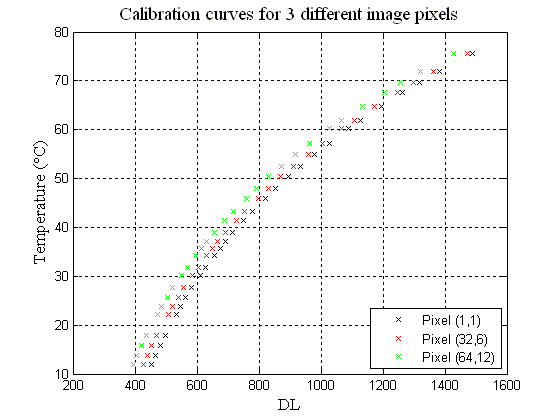 Calibration curves for 3 different image pixels
80
70
60
50
40
30
20
10
Temperature (°C)
Pixel (1,1)
Pixel (32,6)
Pixel (64,12)
200 400 600 800 1000 1200 1400 1600
DL